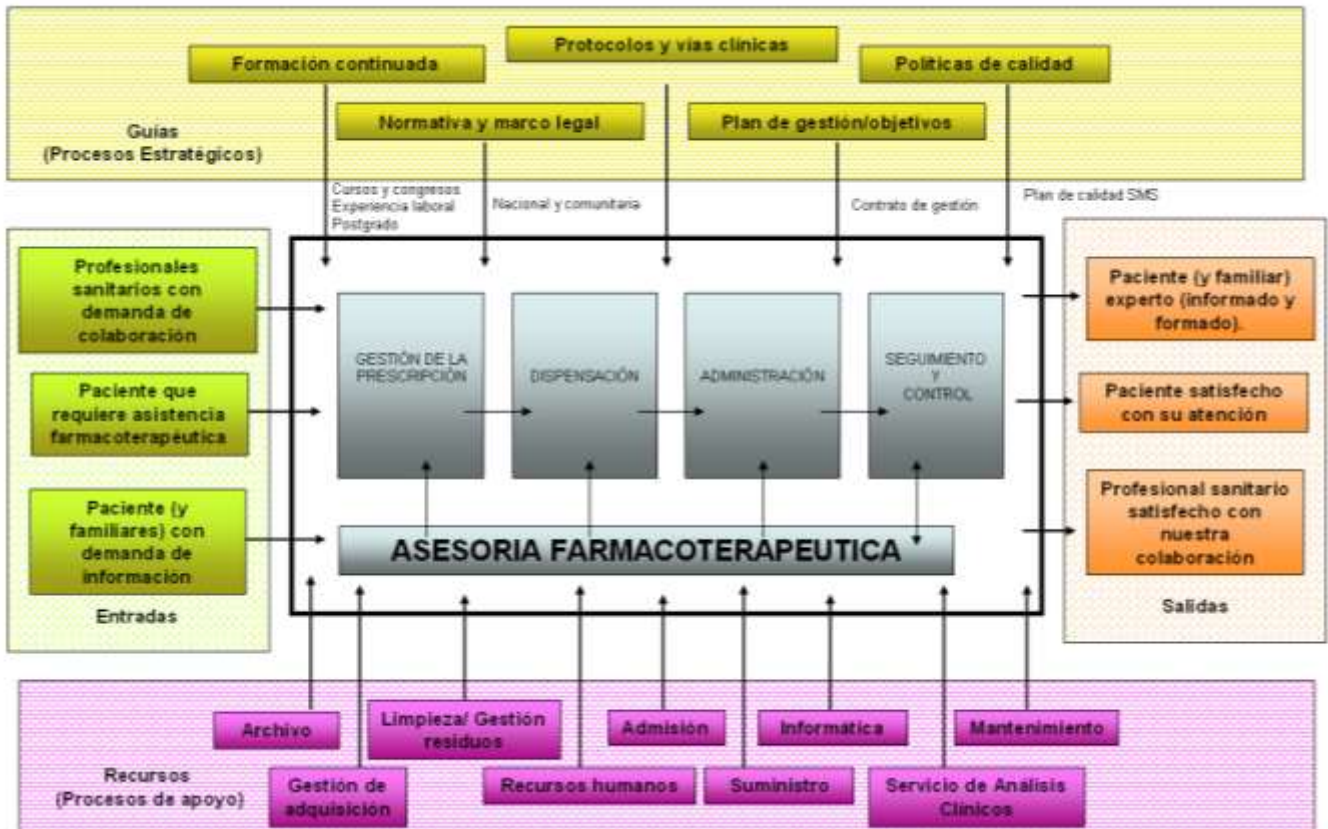 Protocolos y vías clínicas
Formación continuada
Políticas de calidad
Normativa y marco legal
Plan de gestión/objetivos
Guías
(Procesos Estratégicos)
Cursos y congresos
Experiencia laboral
Postgrado
Nacional y comunitaria
Contrato de gestión
Plan de calidad SMS
Profesionales
sanitarios con
demanda de
colaboración
Paciente que
requiere asistencia
farmacoterapéutica
Paciente (y
familiares) con
demanda de
información
Entradas
GESTIÓN DE LA
PRESCRIPCIÓN
DISPENSACIÓN
ADMINISTRACIÓN
SEGUIMIENTO
Y
CONTROL
ASESORIA FARMACOTERAPEUTICA
Paciente (y familiar)
experto (informado y
formado).
Paciente satisfecho
con su atención
Profesional sanitario
satisfecho con
nuestra
colaboración
Salidas
Archivo
Limpieza/ Gestión
residuos
Admisión
Informática
Mantenimiento
Recursos
(Procesos de apoyo)
Gestión de
adquisición
Recursos humanos
Suministro
Servicio de Análisis
Clínicos